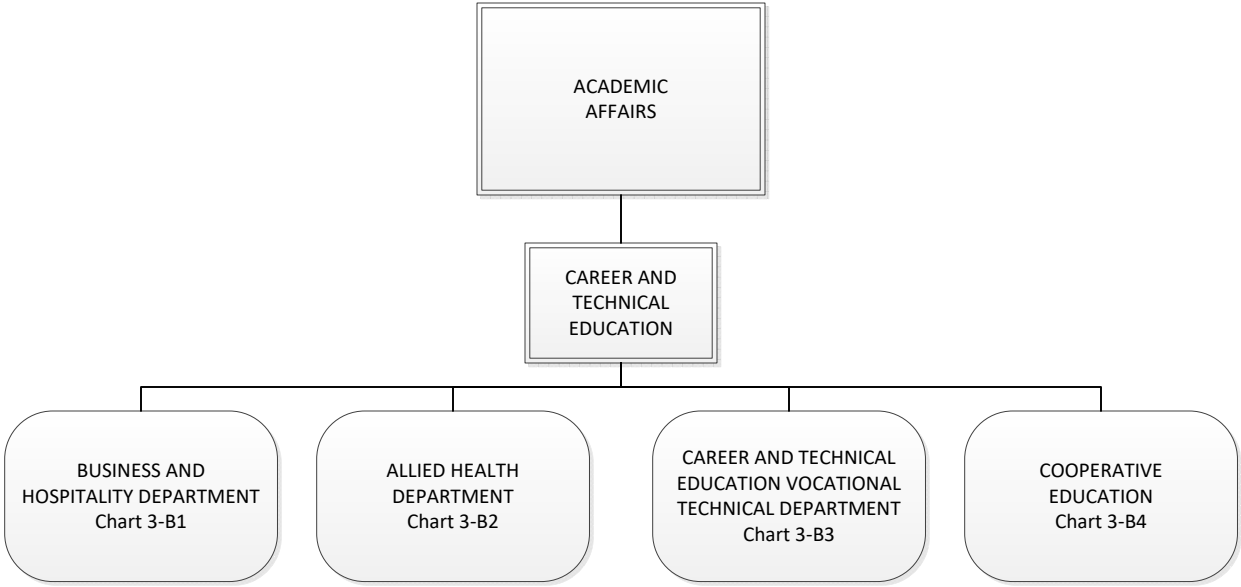 ACADEMIC
AFFAIRS
CAREER AND
TECHNICAL
EDUCATION
BUSINESS AND
HOSPITALITY DEPARTMENT
Chart 3-B1
ALLIED HEALTH
DEPARTMENT
Chart 3-B2
CAREER AND TECHNICAL
EDUCATION VOCATIONAL
TECHNICAL DEPARTMENT
Chart 3-B3
COOPERATIVE
EDUCATION
Chart 3-B4